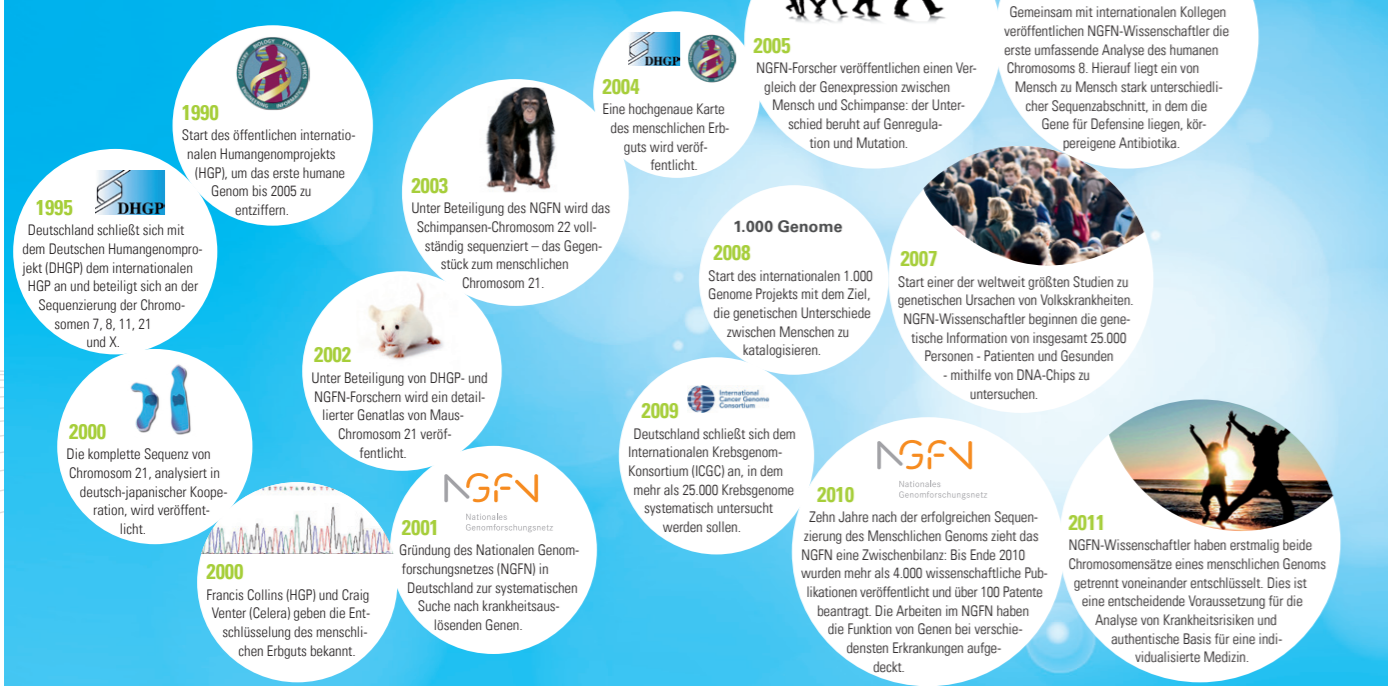 CHEMISTRY BIOLOGY PHYSICS ETHICS INFORMATICS ENGINEERING
1990
Start des öffentlichen internatio-
nalen Humangenomprojekts
(HGP), um das erste humane
Genom bis 2005 zu
entziffern.
DHGP
1995
Deutschland schließt sich mit
dem Deutschen Humangenompro-
jekt (DHGP) dem internationalen
HGP an und beteiligt sich an der
Sequenzierung der Chromo-
somen 7, 8, 11, 21
und X.
2000
Die komplette Sequenz von
Chromosom 21, analysiert in
deutsch-japanischer Koope-
ration, wird veröffent-
licht.
2000
Francis Collins (HGP) und Craig
Venter (Celera) geben die Ent-
schlüsselung des menschli-
chen Erbguts bekannt.
NGFN
Nationales
Genomforschungsnetz
2001
Gründung des Nationalen Genom-
forschungsnetzes (NGFN) in
Deutschland zur systematischen
Suche nach krankheitsaus-
lösenden Genen.
2002
Unter Beteiligung von DHGP- und
NGFN-Forschern wird ein detail-
lierter Genatlas von Maus-
Chromosom 21 veröf-
fentlicht.
2003
Unter Beteiligung des NGFN wird das
Schimpansen-Chromosom 22 voll-
ständig sequenziert – das Gegen-
stück zum menschlichen
Chromosom 21.
DHGP
2004
Eine hochgenaue Karte
des menschlichen Erb-
guts wird veröf-
fentlicht.
2005
NGFN-Forscher veröffentlichen einen Ver-
gleich der Genexpression zwischen
Mensch und Schimpanse: der Unter-
schied beruht auf Genregula-
tion und Mutation.
Gemeinsam mit internationalen Kollegen
veröffentlichen NGFN-Wissenschaftler die
erste umfassende Analyse des humanen
Chromosoms 8. Hierauf liegt ein von
Mensch zu Mensch stark unterschiedli-
cher Sequenzabschnitt, in dem die
Gene für Defensine liegen, kör-
pereigene Antibiotika.
2007
Start einer der weltweit größten Studien zu
genetischen Ursachen von Volkskrankheiten.
NGFN-Wissenschaftler beginnen die gene-
tische Information von insgesamt 25.000
Personen - Patienten und Gesunden
- mithilfe von DNA-Chips zu
untersuchen.
1.000 Genome
2008
Start des internationalen 1.000
Genome Projekts mit dem Ziel,
die genetischen Unterschiede
zwischen Menschen zu
katalogisieren.
International
Cancer Genome
Consortium
2009
Deutschland schließt sich dem
Internationalen Krebsgenom-
Konsortium (ICGC) an, in dem
mehr als 25.000 Krebsgenome
systematisch untersucht
werden sollen.
NGFN
Nationales
Genomforschungsnetz
2010
Zehn Jahre nach der erfolgreichen Sequen-
zierung des Menschlichen Genoms zieht das
NGFN eine Zwischenbilanz: Bis Ende 2010
wurden mehr als 4.000 wissenschaftliche Pub-
likationen veröffentlicht und über 100 Patente
beantragt. Die Arbeiten im NGFN haben
die Funktion von Genen bei verschie-
densten Erkrankungen aufge-
deckt.
2011
NGFN-Wissenschaftler haben erstmalig beide
Chromosomensätze eines menschlichen Genoms
getrennt voneinander entschlüsselt. Dies ist
eine entscheidende Voraussetzung für die
Analyse von Krankheitsrisiken und
authentische Basis für eine indi-
vidualisierte Medizin.